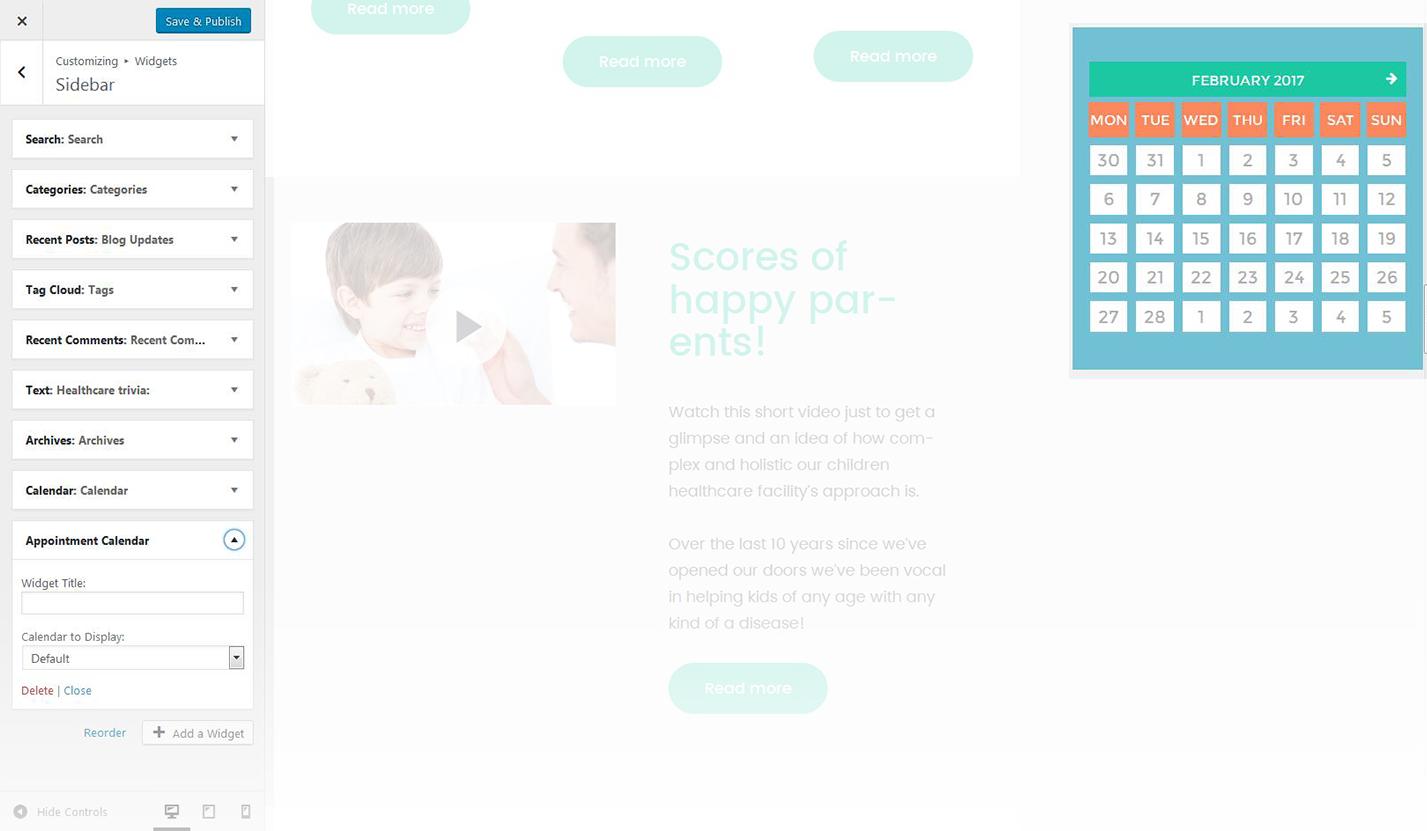 Save & Publish
Customizing ▸ Widgets
Sidebar
Search: Search
Categories: Categories
Recent Posts: Blog Updates
Tag Cloud: Tags
Recent Comments: Recent Com...
Text: Healthcare trivia:
Archives: Archives
Calendar: Calendar
Appointment Calendar
Widget Title:
Calendar to Display:
Default
Delete | Close
Reorder
Add a Widget
Hide Controls
Read more
Read more
Read more
Scores of
happy par-
ents!
Watch this short video just to get a
glimpse and an idea of how com-
plex and holistic our children
healthcare facility's approach is.
Over the last 10 years since we've
opened our doors we've been vocal
in helping kids of any age with any
kind of a disease!
Read more
FEBRUARY 2017
MON TUE WED THU FRI SAT SUN
30 31 1 2 3 4 5
6 7 8 9 10 11 12
13 14 15 16 17 18 19
20 21 22 23 24 25 26
27 28 1 2 3 4 5